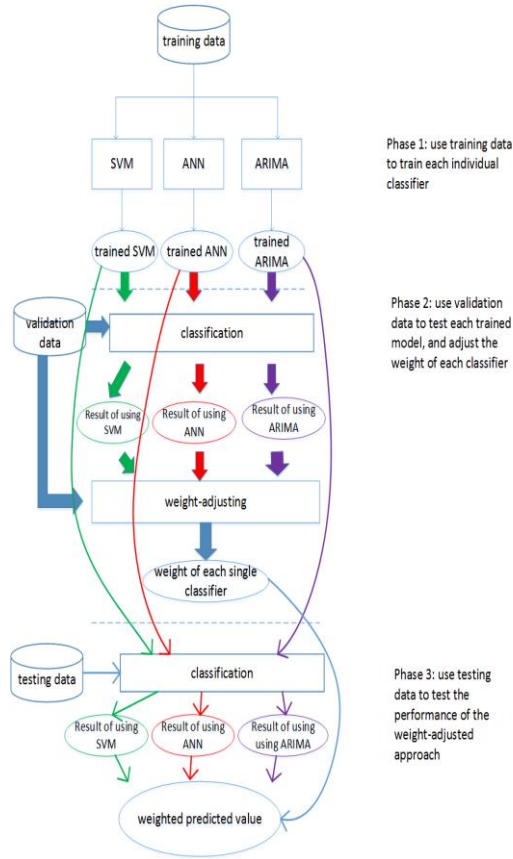 training data
SVM
ANN
ARIMA
Phase 1: use training data
to train each individual
classifier
trained SVM
trained ANN
trained
ARIMA
validation
data
classification
Phase 2: use validation
data to test each trained
model, and adjust the
weight of each classifier
Result of using
SVM
Result of using
ANN
Result of using
ARIMA
weight-adjusting
weight of each single
classifier
testing data
classification
Phase 3: use testing
data to test the
performance of the
weight-adjusted
approach
Result of using
SVM
Result of using
ANN
Result of using
using ARIMA
weighted predicted value